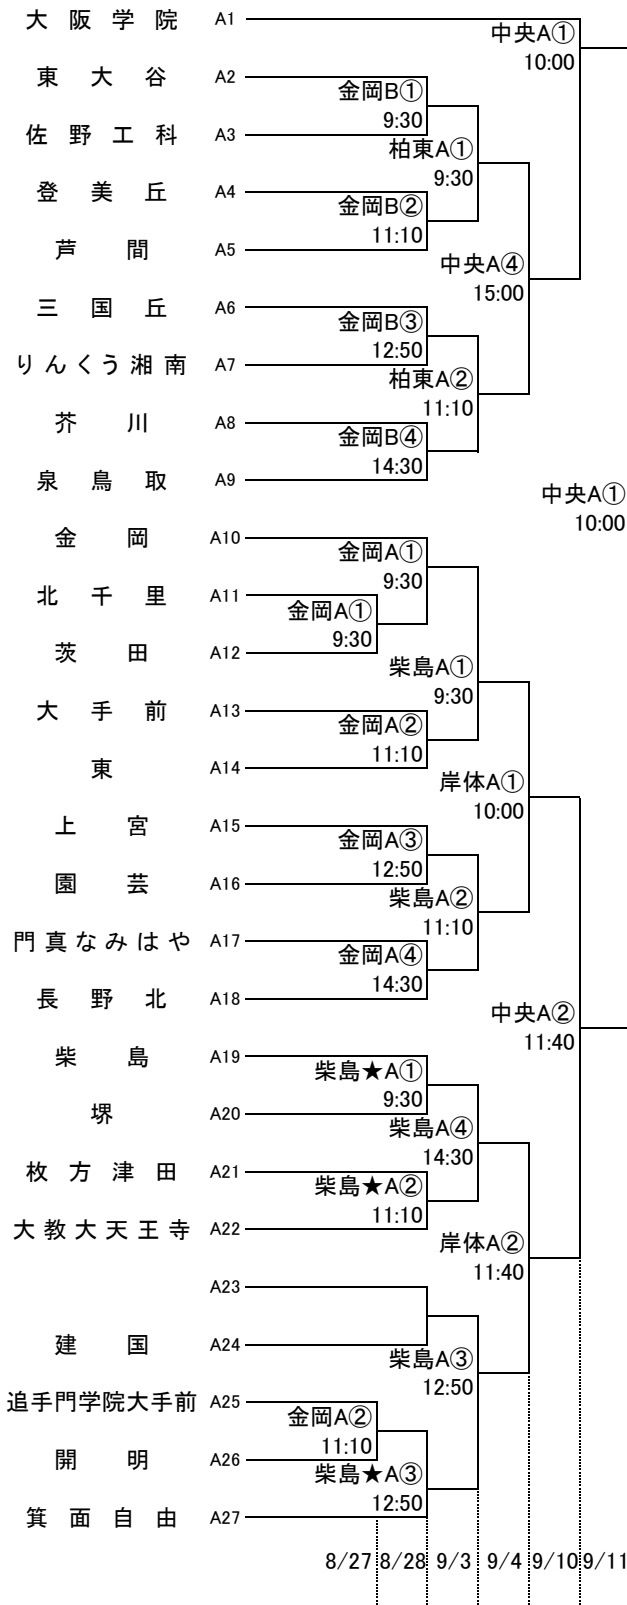 大阪学院 A1
中央A①
10:00
東大谷 A2
金岡B①
9:30
佐野工科 A3
柏東A①
9:30
登美丘 A4
金岡B②
11:10
芦間 A5
中央A④
15:00
三国丘 A6
金岡B③
12:50
りんくう湘南 A7
柏東A②
11:10
芥川 A8
金岡B④
14:30
泉鳥取 A9
中央A①
10:00
金岡 A10
金岡A①
9:30
北千里 A11
金岡A①
9:30
茨田 A12
柴島A①
9:30
大手前 A13
金岡A②
11:10
東 A14
岸体A①
10:00
上宮 A15
金岡A③
12:50
園芸 A16
柴島A②
11:10
門真なみはや A17
金岡A④
14:30
長野北 A18
中央A②
11:40
柴島 A19
柴島★A①
9:30
堺 A20
柴島A④
14:30
枚方津田 A21
柴島★A②
11:10
大教大天王寺 A22
岸体A②
11:40
A23
建国 A24
柴島A③
12:50
追手門学院大手前 A25
金岡A②
11:10
開明 A26
柴島★A③
12:50
箕面自由 A27
8/27 8/28 9/3 9/4 9/10 9/11